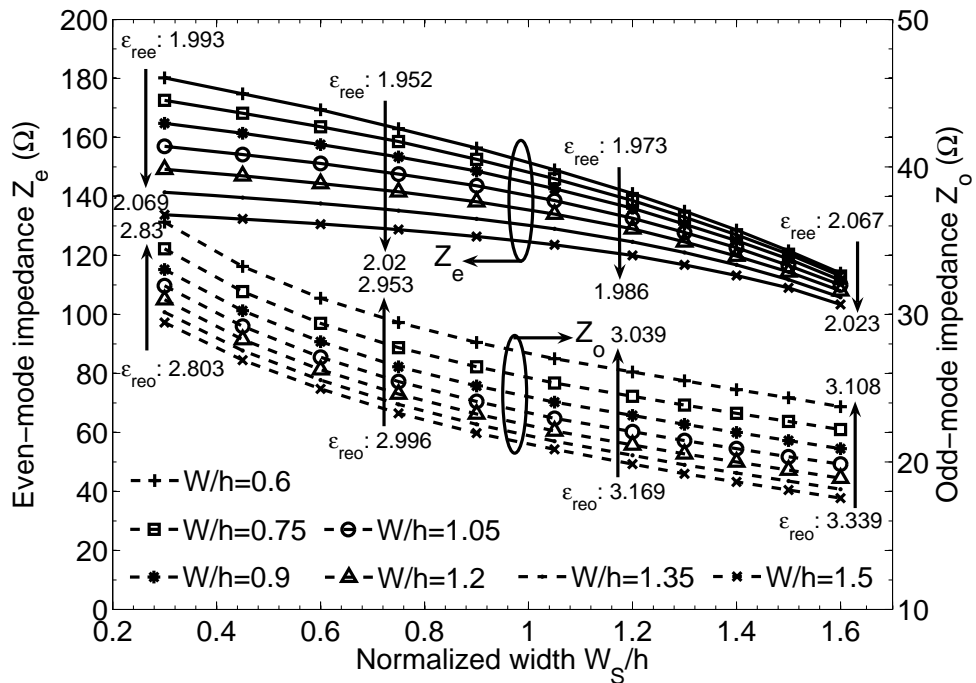 200
180
160
140
120
100
80
60
40
20
0
Even−mode impedance Z_e (Ω)
50
40
30
20
10
Odd−mode impedance Z_o (Ω)
0.2 0.4 0.6 0.8 1 1.2 1.4 1.6
Normalized width W_S/h
ε_ree: 1.993
ε_ree: 1.952
ε_ree: 1.973
ε_ree: 2.067
2.069
2.83
2.02
2.953
Z_e
1.986
2.023
Z_o
3.039
3.108
ε_reo: 2.803
ε_reo: 2.996
ε_reo: 3.169
ε_reo: 3.339
W/h=0.6
W/h=0.75 W/h=1.05
W/h=0.9 W/h=1.2 W/h=1.35 W/h=1.5